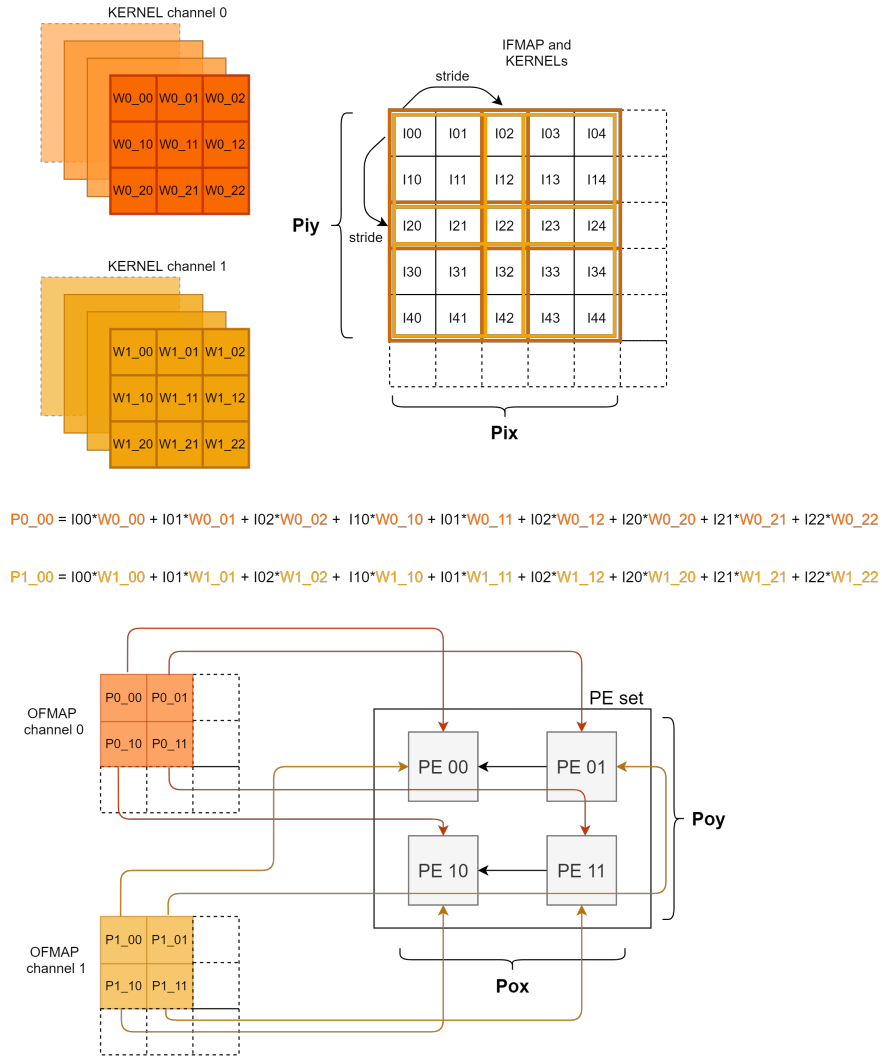 KERNEL channel 0
W0_00 W0_01 W0_02
W0_10 W0_11 W0_12
W0_20 W0_21 W0_22
KERNEL channel 1
W1_00 W1_01 W1_02
W1_10 W1_11 W1_12
W1_20 W1_21 W1_22
IFMAP and
KERNELs
stride
stride
I00 I01 I02 I03 I04
I10 I11 I12 I13 I14
I20 I21 I22 I23 I24
I30 I31 I32 I33 I34
I40 I41 I42 I43 I44
Piy
Pix
P0_00 = I00*W0_00 + I01*W0_01 + I02*W0_02 + I10*W0_10 + I01*W0_11 + I02*W0_12 + I20*W0_20 + I21*W0_21 + I22*W0_22
P1_00 = I00*W1_00 + I01*W1_01 + I02*W1_02 + I10*W1_10 + I01*W1_11 + I02*W1_12 + I20*W1_20 + I21*W1_21 + I22*W1_22
OFMAP
channel 0
P0_00 P0_01
P0_10 P0_11
OFMAP
channel 1
P1_00 P1_01
P1_10 P1_11
PE set
PE 00 PE 01
PE 10 PE 11
Poy
Pox